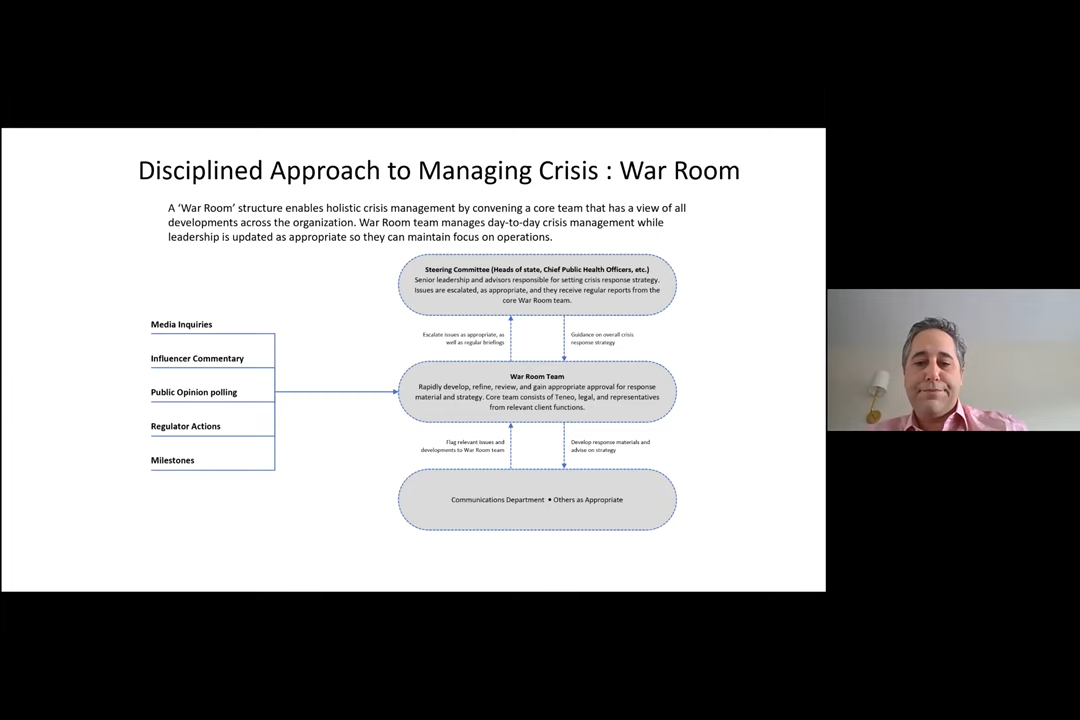 Disciplined Approach to Managing Crisis : War Room
A ‘War Room’ structure enables holistic crisis management by convening a core team that has a view of all
developments across the organization. War Room team manages day-to-day crisis management while
leadership is updated as appropriate so they can maintain focus on operations.
Steering Committee (Heads of state, Chief Public Health Officers, etc.)
Senior leadership and advisors responsible for setting crisis response strategy.
Issues are escalated, as appropriate, and they receive regular reports from the
core War Room team.
Escalate issues as appropriate, as
well as regular briefings
Guidance on overall crisis
response strategy
Media Inquiries
Influencer Commentary
Public Opinion polling
Regulator Actions
Milestones
War Room Team
Rapidly develop, refine, review, and gain appropriate approval for response
material and strategy. Core team consists of Teneo, legal, and representatives
from relevant client functions.
Flag relevant issues and
developments to War Room team
Develop response materials and
advise on strategy
Communications Department • Others as Appropriate